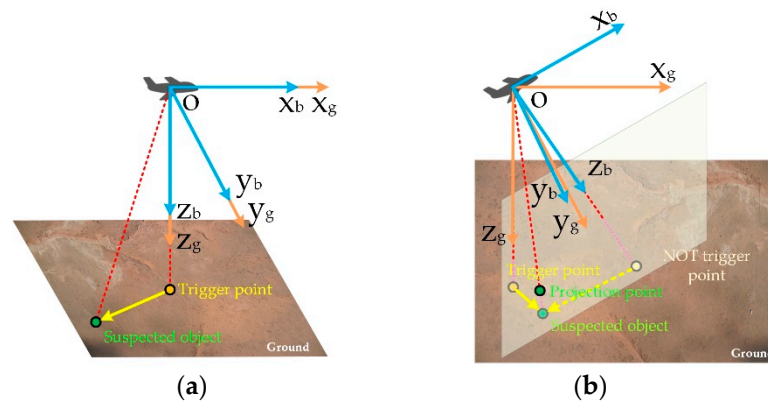 O
Xb Xg
yb
yg
Zb
Zg
Trigger point
Suspected object
Ground
(a)
Xb
Xg
O
Zb
yb
yg
Zg
NOT trigger
point
Trigger point
Projection point
Suspected object
Ground
(b)